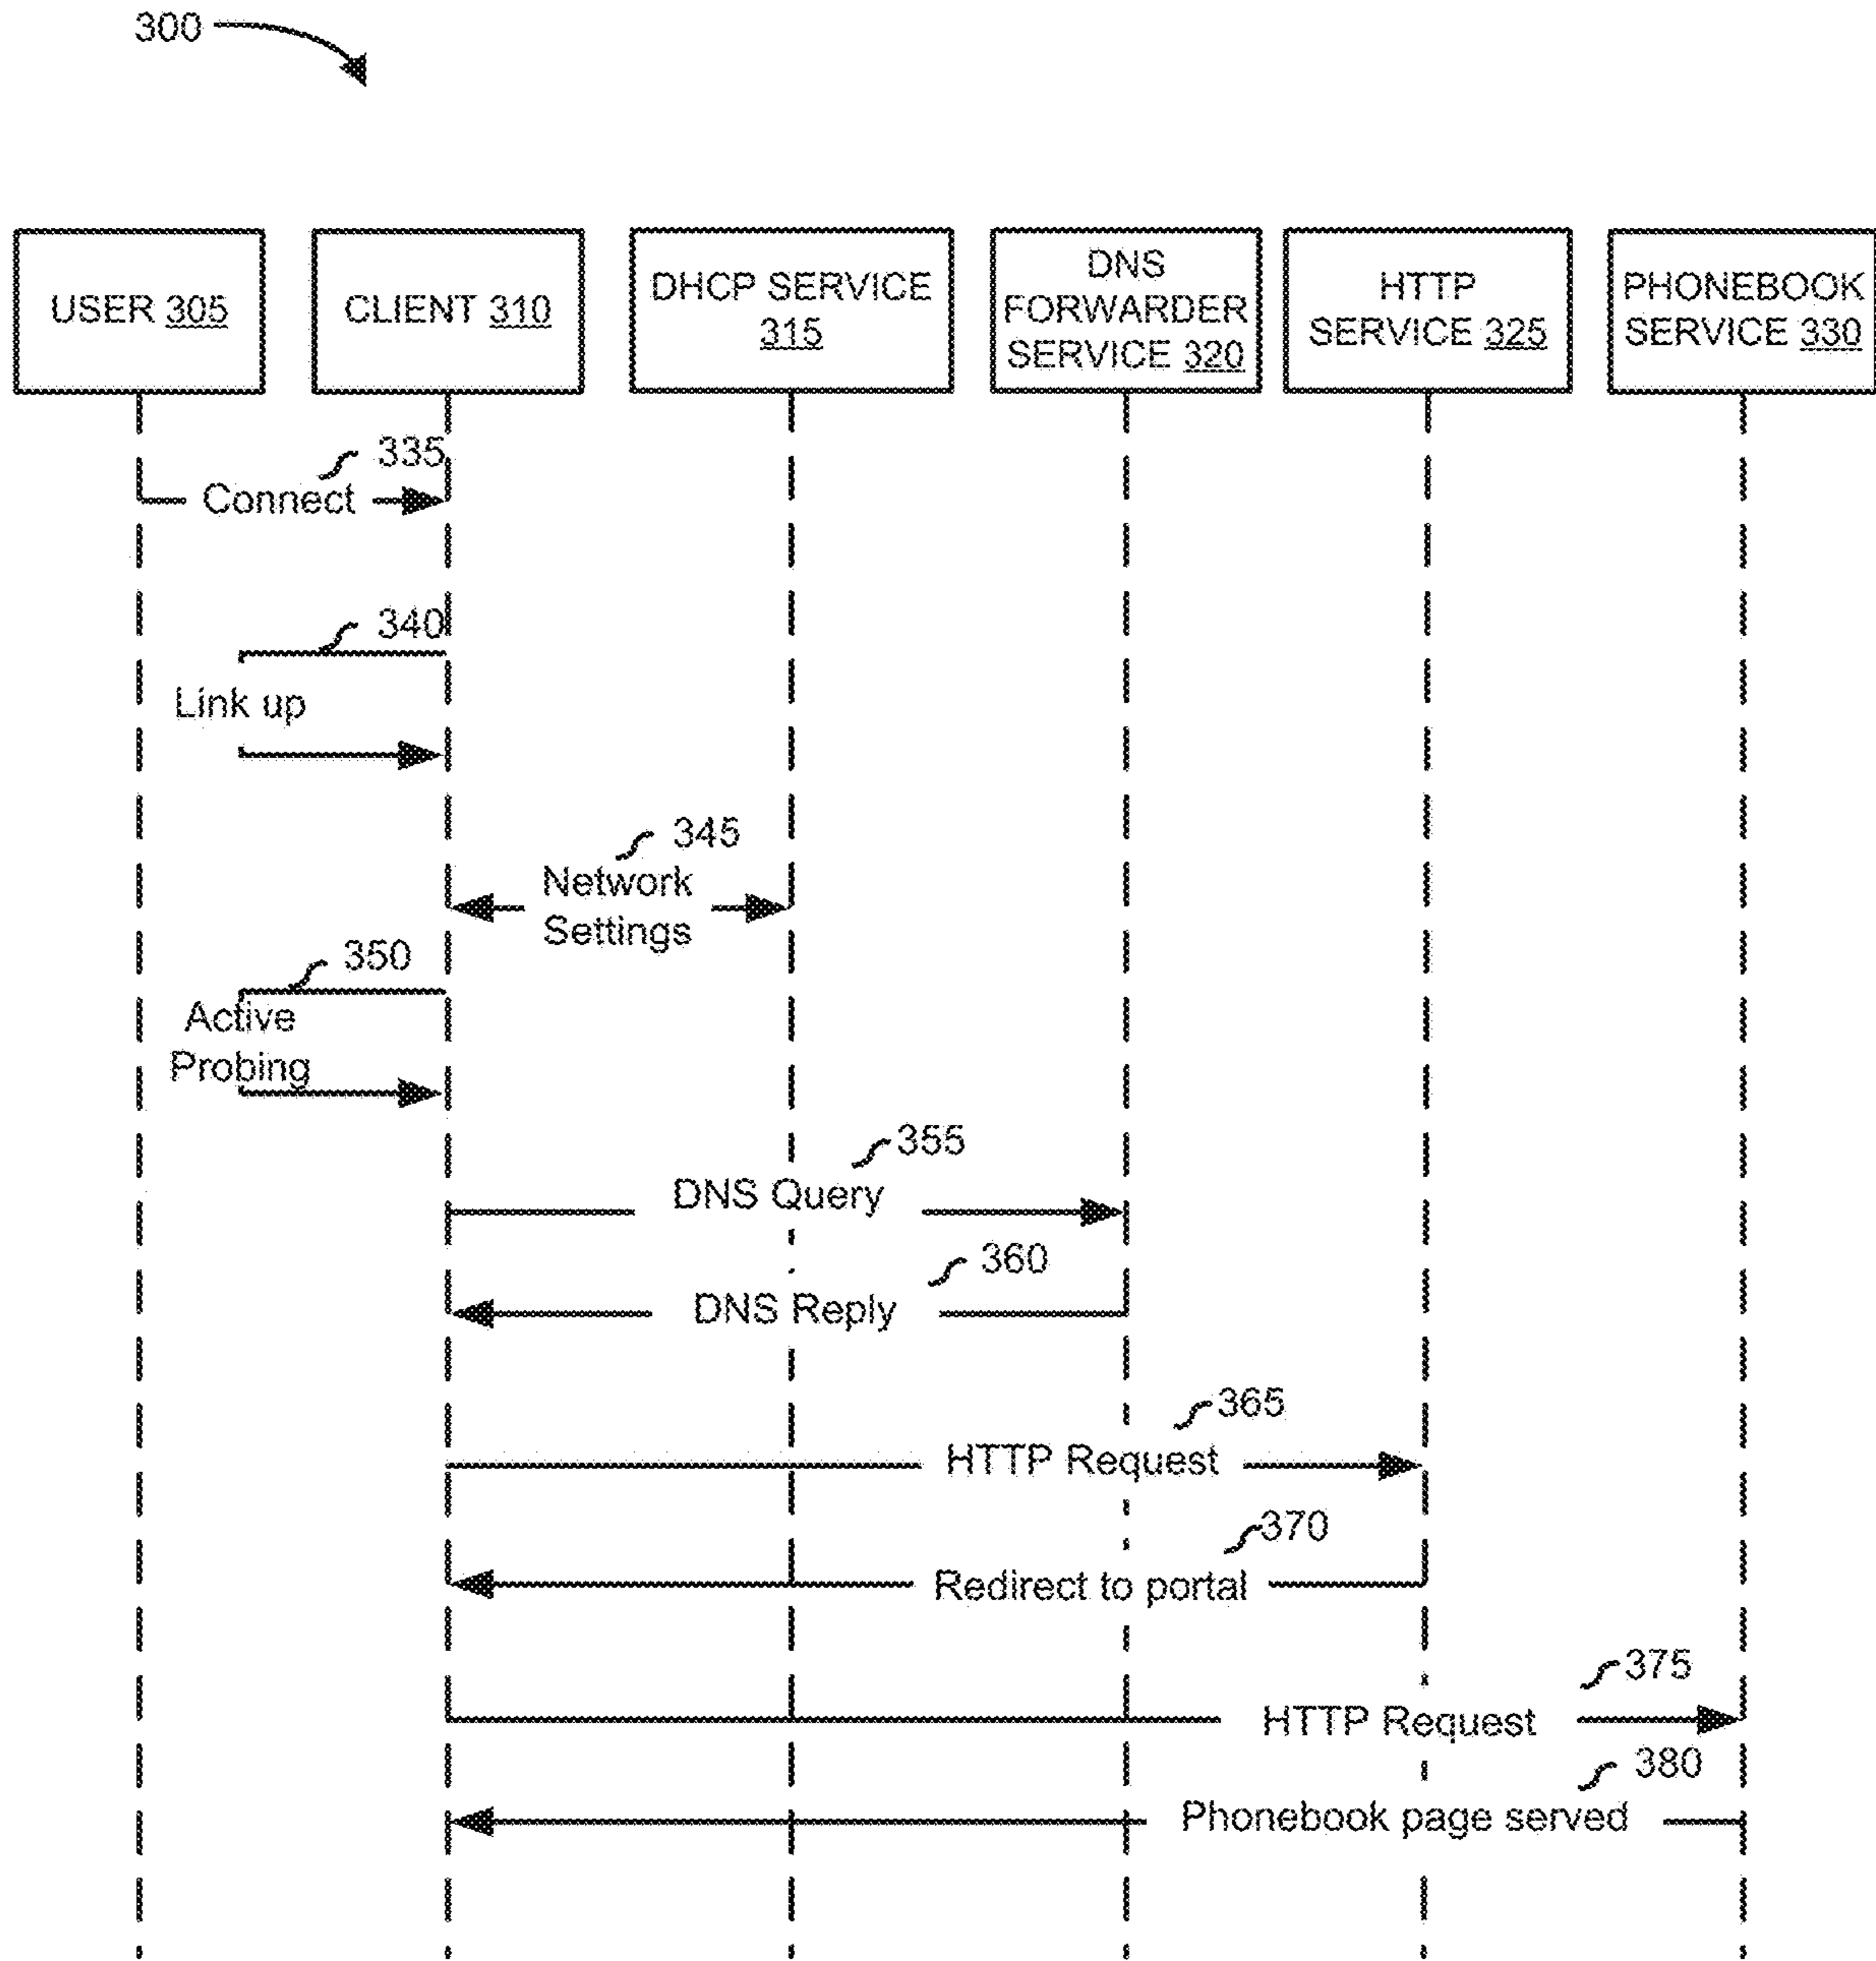 300
USER 305
CLIENT 310
DHCP SERVICE
315
DNS
FORWARDER
SERVICE 320
HTTP
SERVICE 325
PHONEBOOK
SERVICE 330
335
Connect
340
Link up
345
Network
Settings
350
Active
Probing
355
DNS Query
360
DNS Reply
365
HTTP Request
370
Redirect to portal
375
HTTP Request
380
Phonebook page served